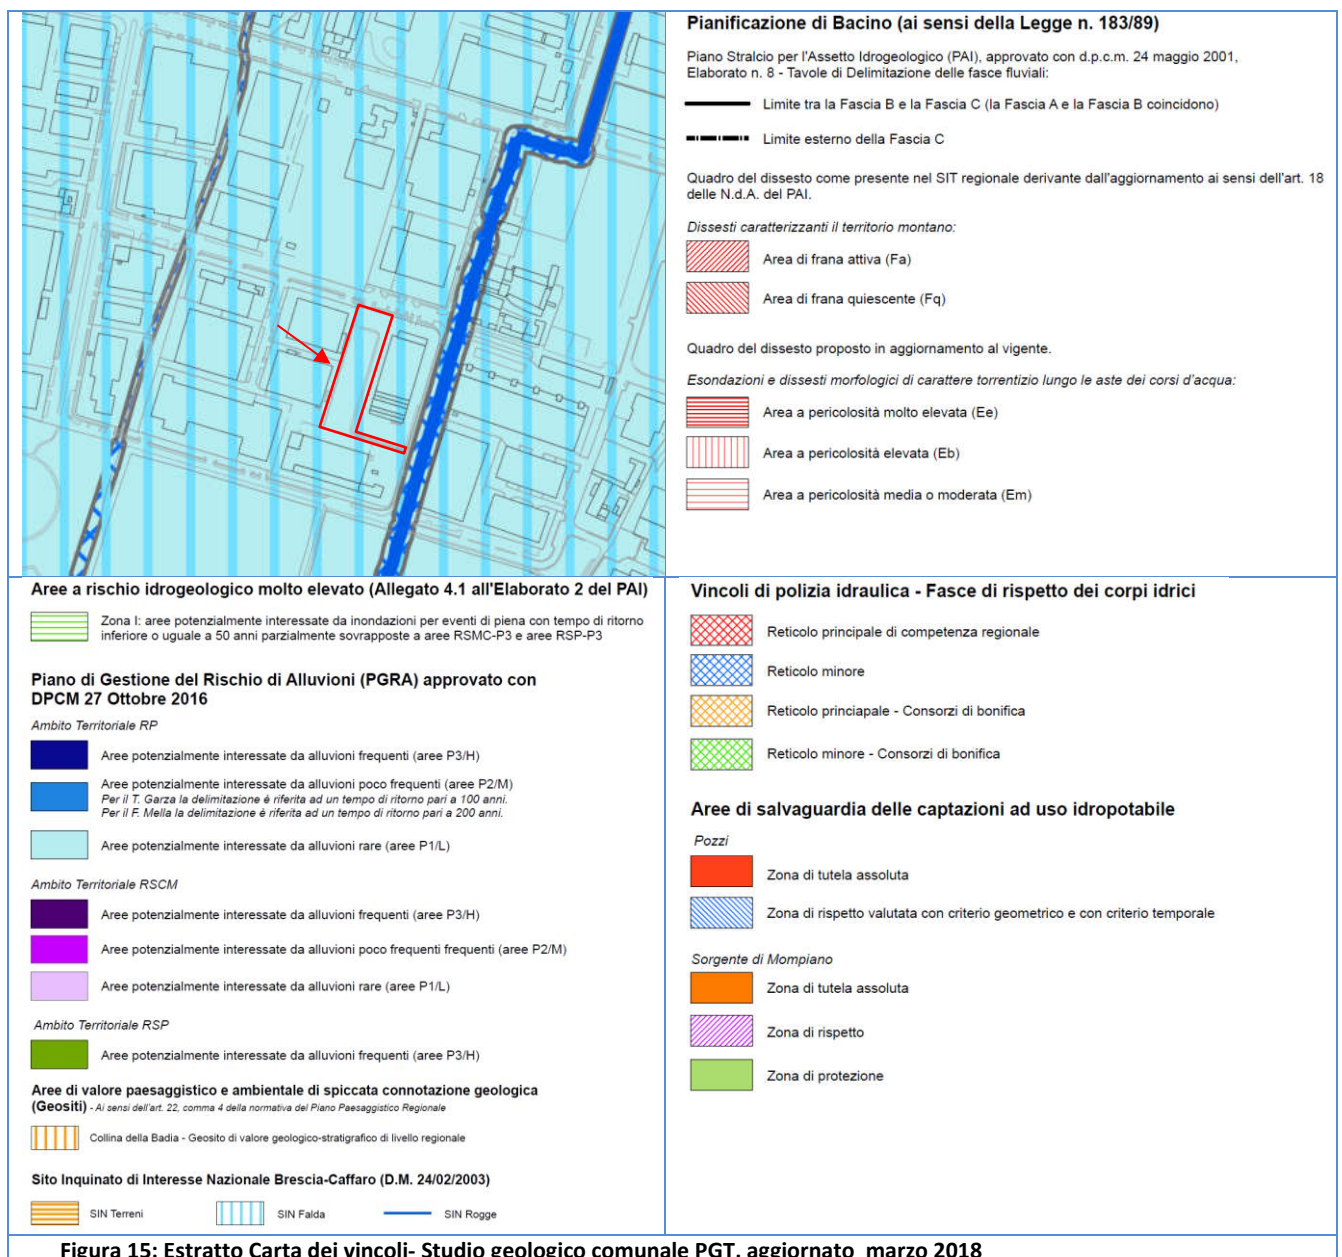 Pianificazione di Bacino (ai sensi della Legge n. 183/89)
Piano Stralcio per l'Assetto Idrogeologico (PAI), approvato con d.p.c.m. 24 maggio 2001,
Elaborato n. 8 - Tavole di Delimitazione delle fasce fluviali:
Limite tra la Fascia B e la Fascia C (la Fascia A e la Fascia B coincidono)
Limite esterno della Fascia C
Quadro del dissesto come presente nel SIT regionale derivante dall'aggiornamento ai sensi dell'art. 18
delle N.d.A. del PAI.
Dissesti caratterizzanti il territorio montano:
Area di frana attiva (Fa)
Area di frana quiescente (Fq)
Quadro del dissesto proposto in aggiornamento al vigente.
Esondazioni e dissesti morfologici di carattere torrentizio lungo le aste dei corsi d'acqua:
Area a pericolosità molto elevata (Ee)
Area a pericolosità elevata (Eb)
Area a pericolosità media o moderata (Em)
Aree a rischio idrogeologico molto elevato (Allegato 4.1 all'Elaborato 2 del PAI)
Zona I: aree potenzialmente interessate da inondazioni per eventi di piena con tempo di ritorno
inferiore o uguale a 50 anni parzialmente sovrapposte a aree RSMC-P3 e aree RSP-P3
Piano di Gestione del Rischio di Alluvioni (PGRA) approvato con
DPCM 27 Ottobre 2016
Ambito Territoriale RP
Aree potenzialmente interessate da alluvioni frequenti (aree P3/H)
Aree potenzialmente interessate da alluvioni poco frequenti (aree P2/M)
Per il T. Garza la delimitazione è riferita ad un tempo di ritorno pari a 100 anni.
Per il F. Mella la delimitazione è riferita ad un tempo di ritorno pari a 200 anni.
Aree potenzialmente interessate da alluvioni rare (aree P1/L)
Ambito Territoriale RSCM
Aree potenzialmente interessate da alluvioni frequenti (aree P3/H)
Aree potenzialmente interessate da alluvioni poco frequenti frequenti (aree P2/M)
Aree potenzialmente interessate da alluvioni rare (aree P1/L)
Ambito Territoriale RSP
Aree potenzialmente interessate da alluvioni frequenti (aree P3/H)
Aree di valore paesaggistico e ambientale di spiccata connotazione geologica
(Geositi) - Ai sensi dell'art. 22, comma 4 della normativa del Piano Paesaggistico Regionale
Collina della Badia - Geosito di valore geologico-stratigrafico di livello regionale
Sito Inquinato di Interesse Nazionale Brescia-Caffaro (D.M. 24/02/2003)
SIN Terreni SIN Falda SIN Rogge
Vincoli di polizia idraulica - Fasce di rispetto dei corpi idrici
Reticolo principale di competenza regionale
Reticolo minore
Reticolo princiapale - Consorzi di bonifica
Reticolo minore - Consorzi di bonifica
Aree di salvaguardia delle captazioni ad uso idropotabile
Pozzi
Zona di tutela assoluta
Zona di rispetto valutata con criterio geometrico e con criterio temporale
Sorgente di Mompiano
Zona di tutela assoluta
Zona di rispetto
Zona di protezione
Figura 15: Estratto Carta dei vincoli- Studio geologico comunale PGT, aggiornato marzo 2018